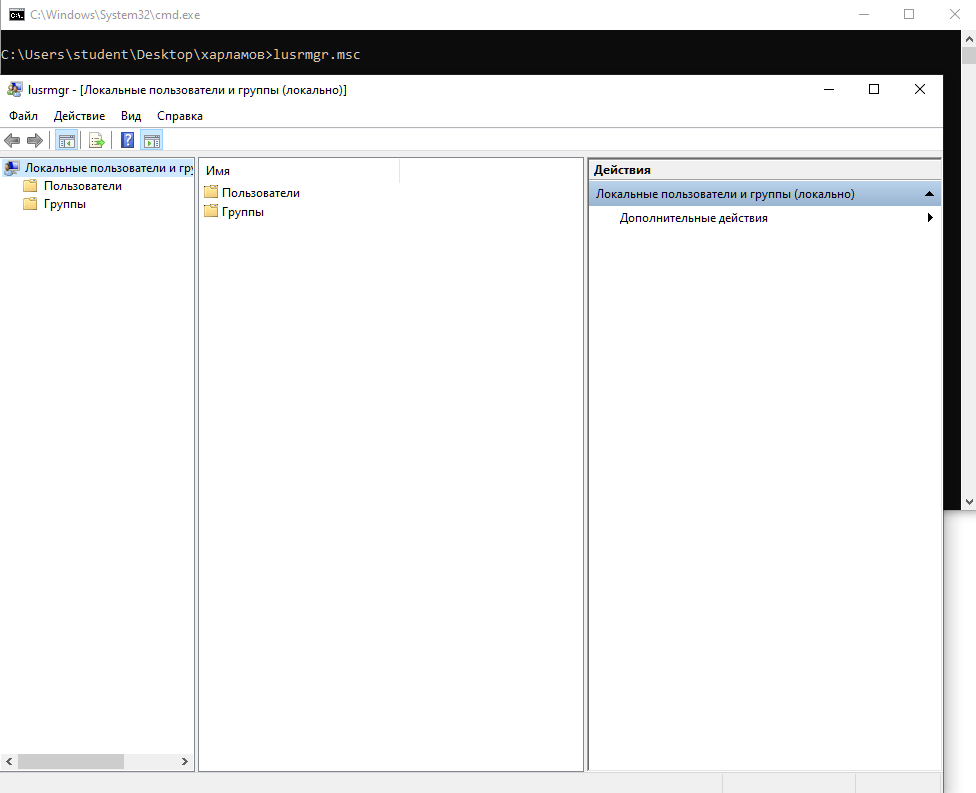 C:\Windows\System32\cmd.exe
C:\Users\student\Desktop\харламов>lusrmgr.msc
lusrmgr - [Локальные пользователи и группы (локально)]
Файл Действие Вид Справка
Локальные пользователи и гру
Пользователи
Группы
Имя
Пользователи
Группы
Действия
Локальные пользователи и группы (локально)
Дополнительные действия